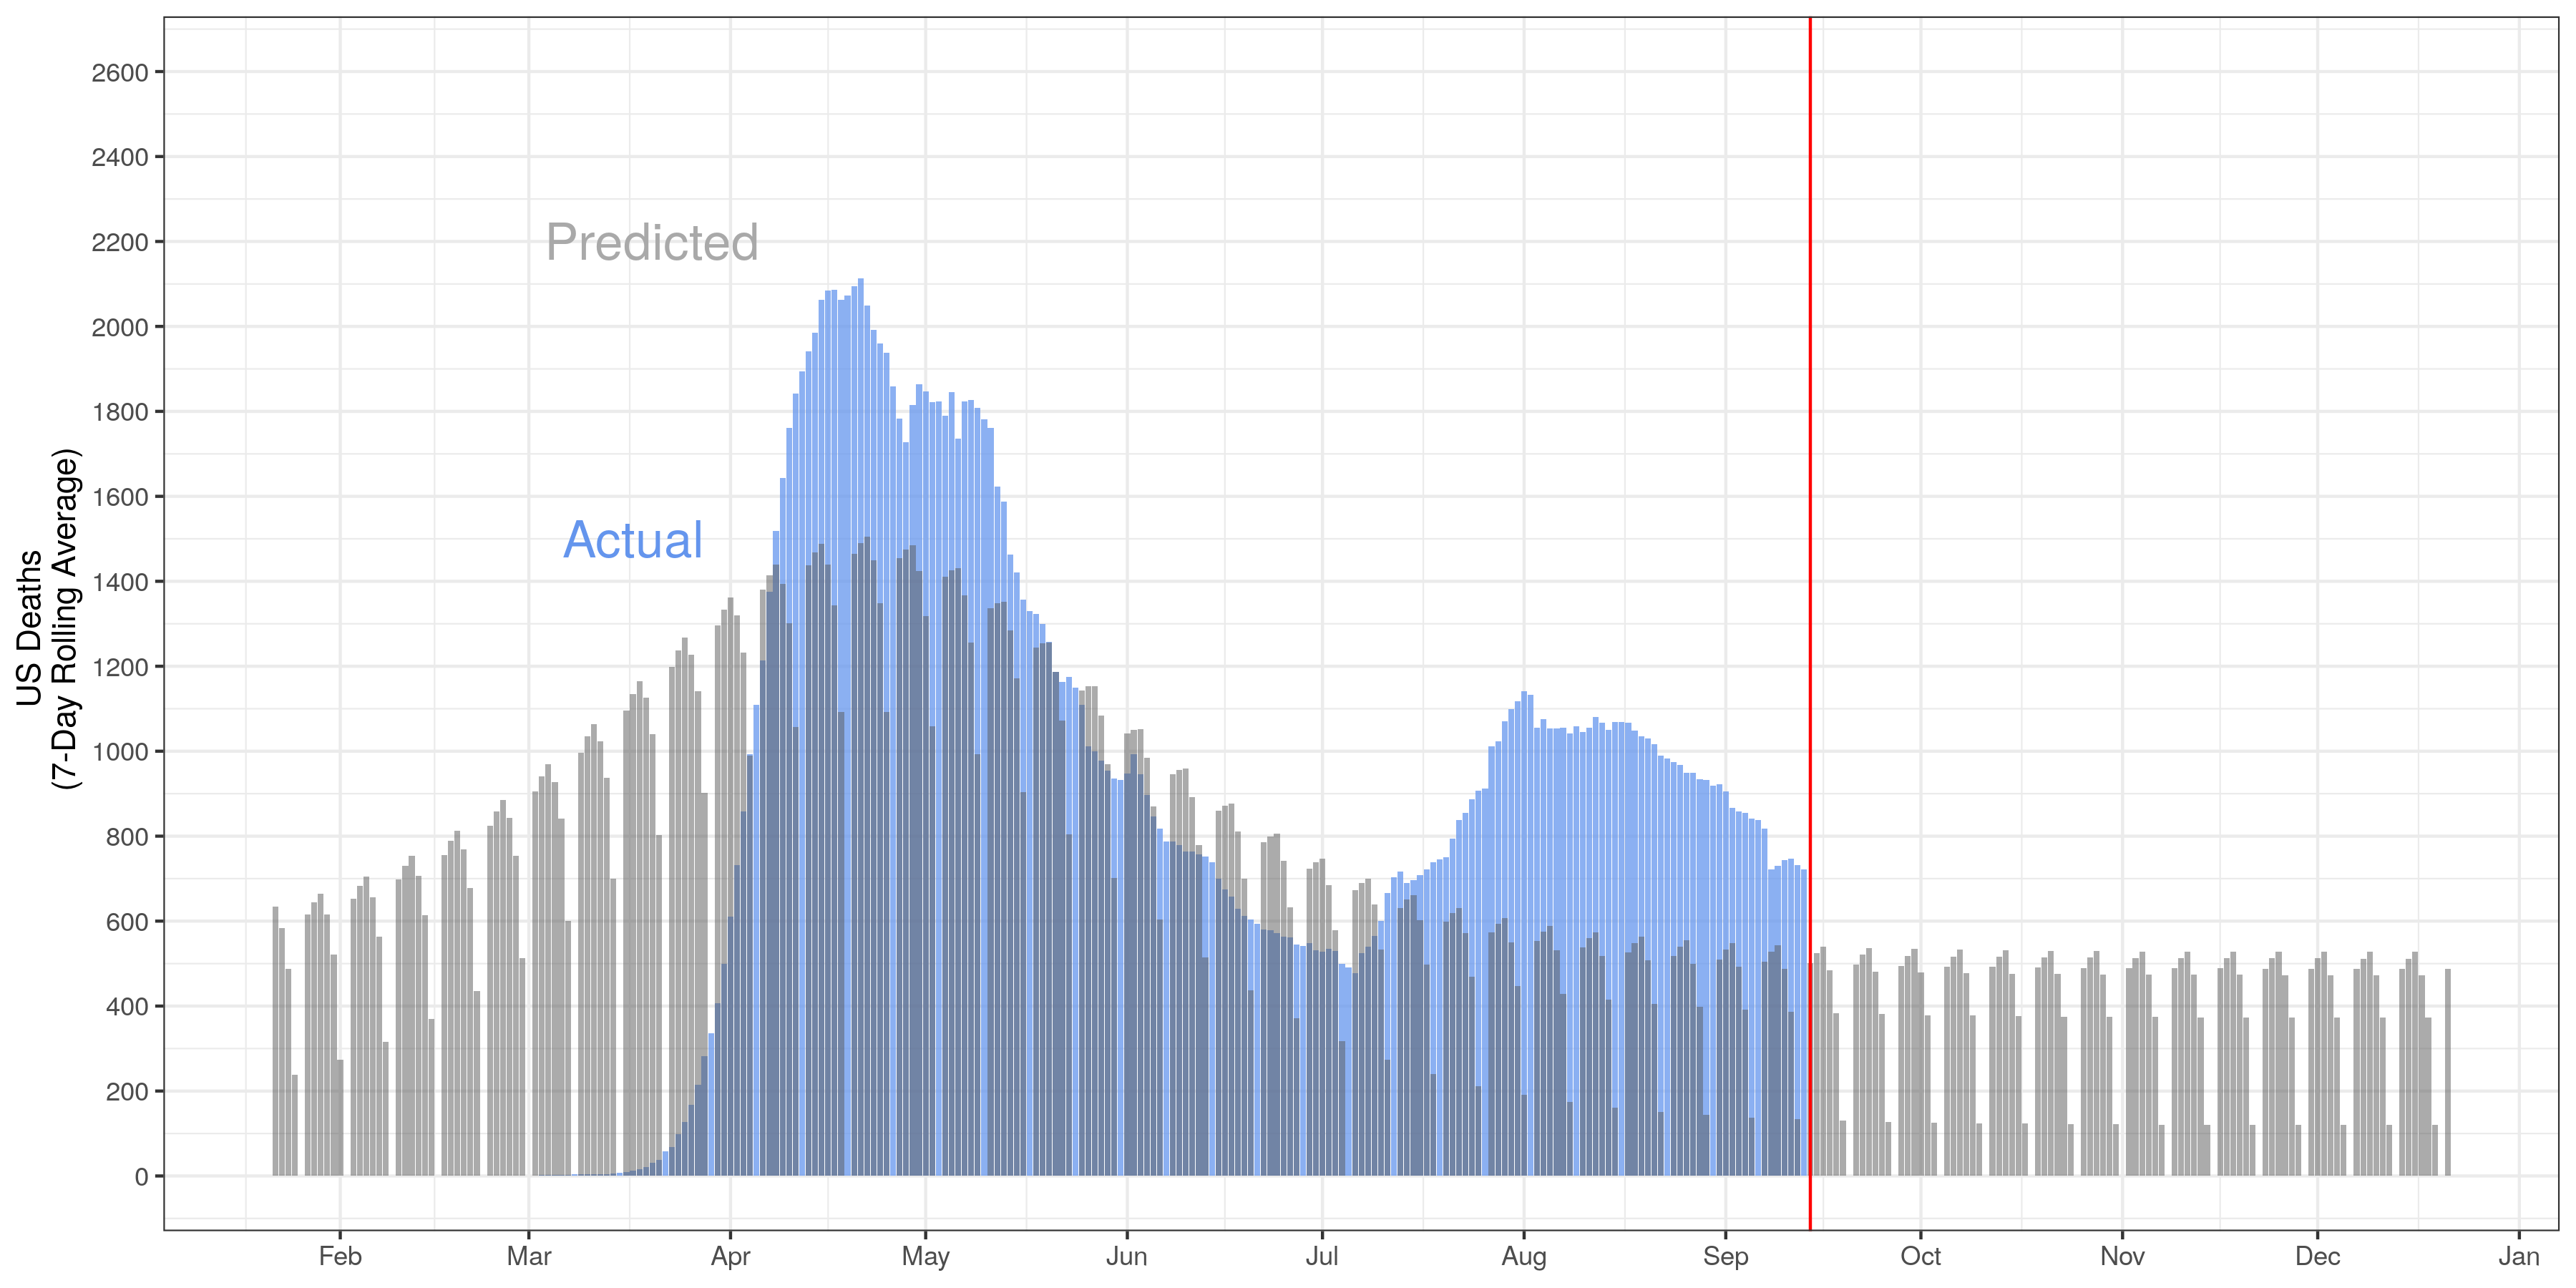 US Deaths
(7-Day Rolling Average)
2600
2400
2200
2000
1800
1600
1400
1200
1000
800
600
400
200
0
Predicted
Actual
Feb
Mar
Apr
May
Jun
Jul
Aug
Sep
Oct
Nov
Dec
Jan